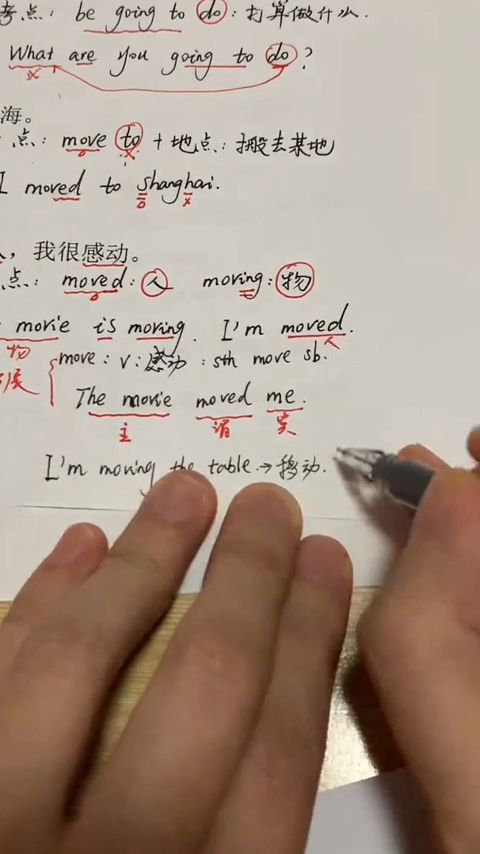 考点: be going to do: 打算做什么.
What are you going to do?
海。
点: move to + 地点: 搬去某地
I moved to shanghai.
，我很感动。
点: moved: 人 moving: 物
movie is moving. I'm moved.
物 人
展 move: v: 感动: sth move sb.
The movie moved me.
主 谓 宾
I'm moving the table. → 移动.